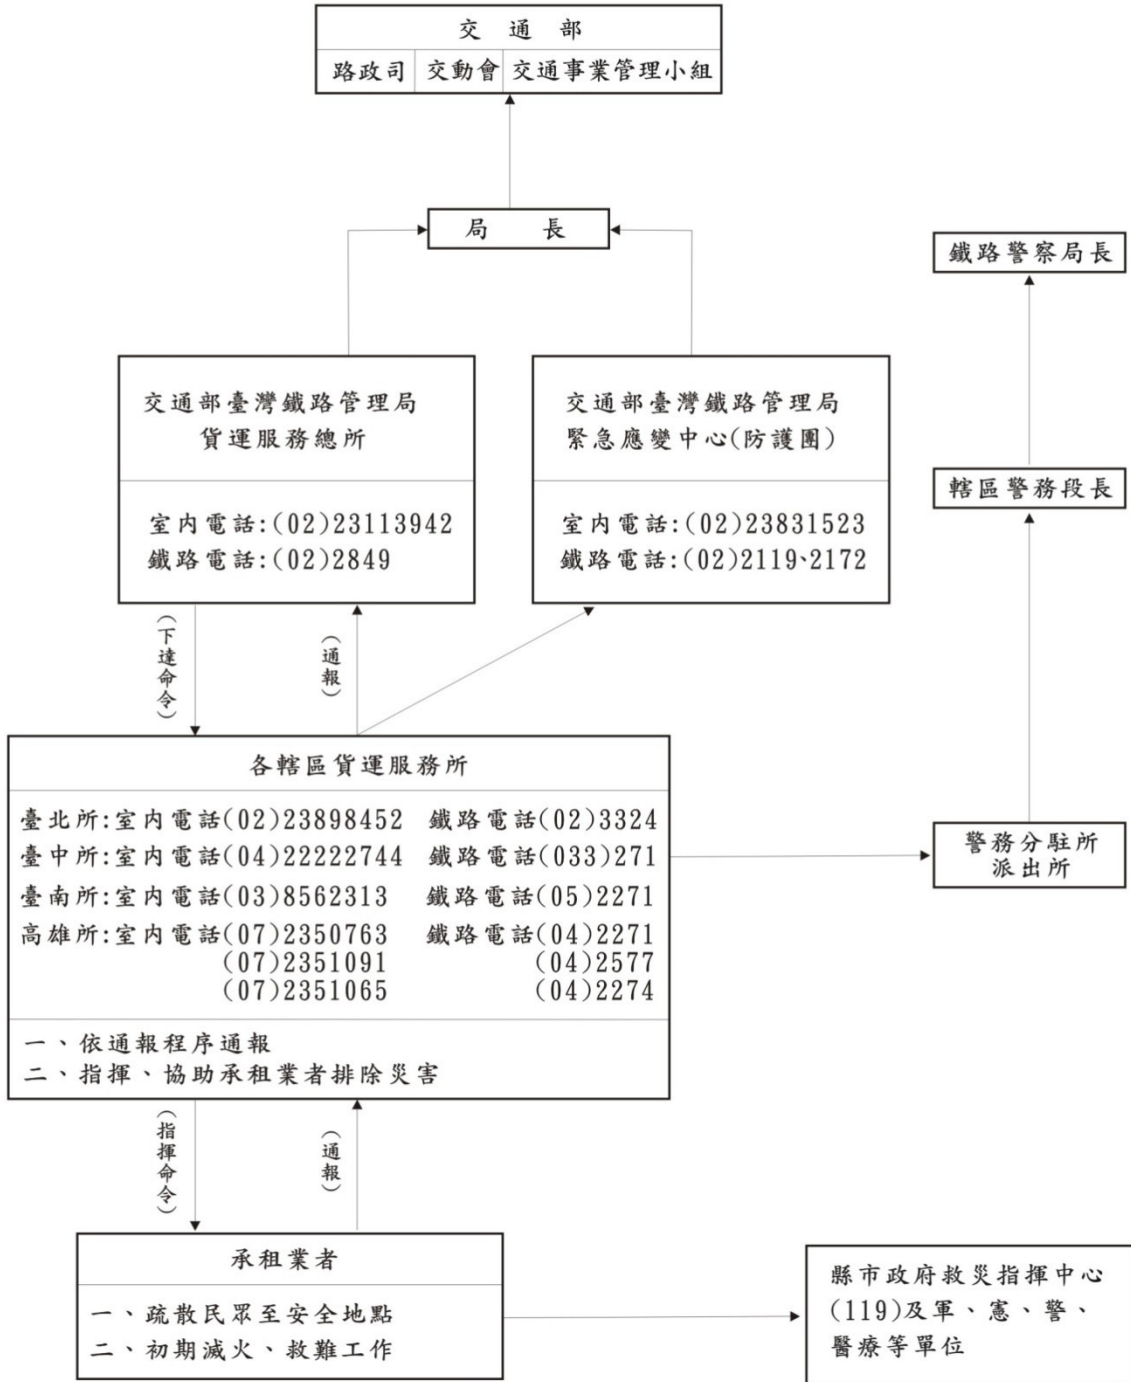 交通部
路政司 交動會 交通事業管理小組
局長
鐵路警察局長
交通部臺灣鐵路管理局
貨運服務總所
室内電話:(02)23113942
鐵路電話:(02)2849
交通部臺灣鐵路管理局
緊急應變中心(防護團)
室内電話:(02)23831523
鐵路電話:(02)2119、2172
轄區警務段長
(下達命令)
(通報)
各轄區貨運服務所
臺北所:室内電話(02)23898452 鐵路電話(02)3324
臺中所:室内電話(04)22222744 鐵路電話(033)271
臺南所:室内電話(03)8562313 鐵路電話(05)2271
高雄所:室内電話(07)2350763 鐵路電話(04)2271
(07)2351091 (04)2577
(07)2351065 (04)2274
一、依通報程序通報
二、指揮、協助承租業者排除災害
警務分駐所
派出所
(指揮命令)
(通報)
承租業者
一、疏散民眾至安全地點
二、初期滅火、救難工作
縣市政府救災指揮中心
(119)及軍、憲、警、
醫療等單位